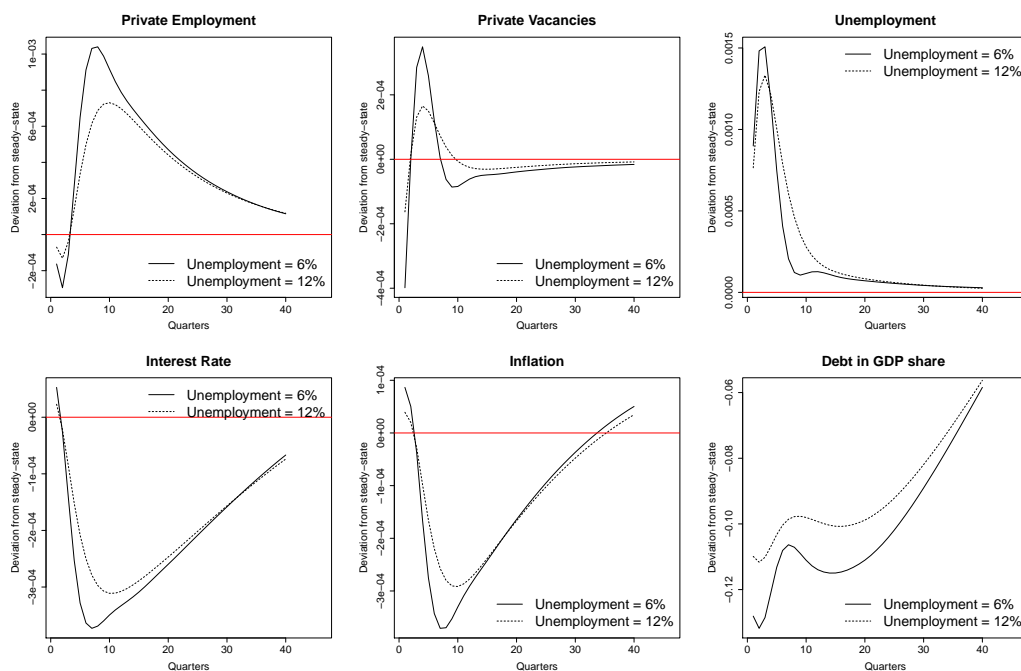 Private Employment
Deviation from steady-state
1e-03
6e-04
2e-04
-2e-04
Unemployment = 6%
Unemployment = 12%
0 10 20 30 40
Quarters
Private Vacancies
Deviation from steady-state
2e-04
0e+00
-2e-04
-4e-04
Unemployment = 6%
Unemployment = 12%
0 10 20 30 40
Quarters
Unemployment
Deviation from steady-state
0.0015
0.0010
0.0005
0.0000
Unemployment = 6%
Unemployment = 12%
0 10 20 30 40
Quarters
Interest Rate
Deviation from steady-state
0e+00
-1e-04
-2e-04
-3e-04
Unemployment = 6%
Unemployment = 12%
0 10 20 30 40
Quarters
Inflation
Deviation from steady-state
1e-04
0e+00
-1e-04
-2e-04
-3e-04
Unemployment = 6%
Unemployment = 12%
0 10 20 30 40
Quarters
Debt in GDP share
Deviation from steady-state
-0.06
-0.08
-0.10
-0.12
Unemployment = 6%
Unemployment = 12%
0 10 20 30 40
Quarters